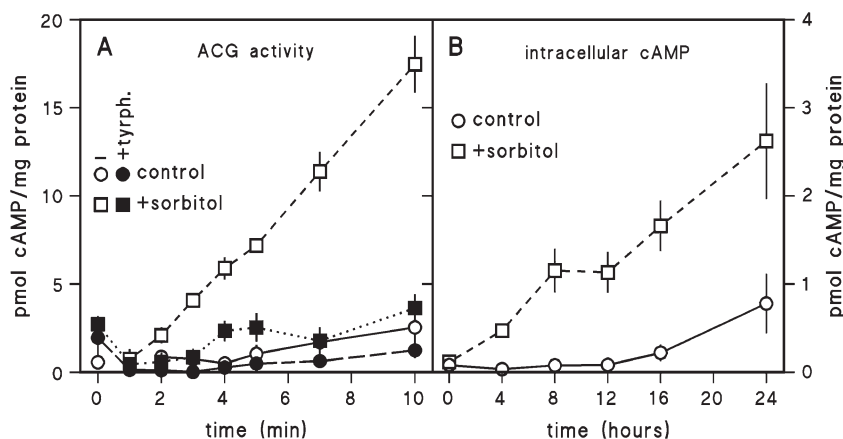 A
ACG activity
pmol cAMP/mg protein
20
15
10
5
0
– +tyrph.
control
+sorbitol
0 2 4 6 8 10
time (min)
B
intracellular cAMP
control
+sorbitol
4
3
2
1
0
pmol cAMP/mg protein
0 4 8 12 16 20 24
time (hours)